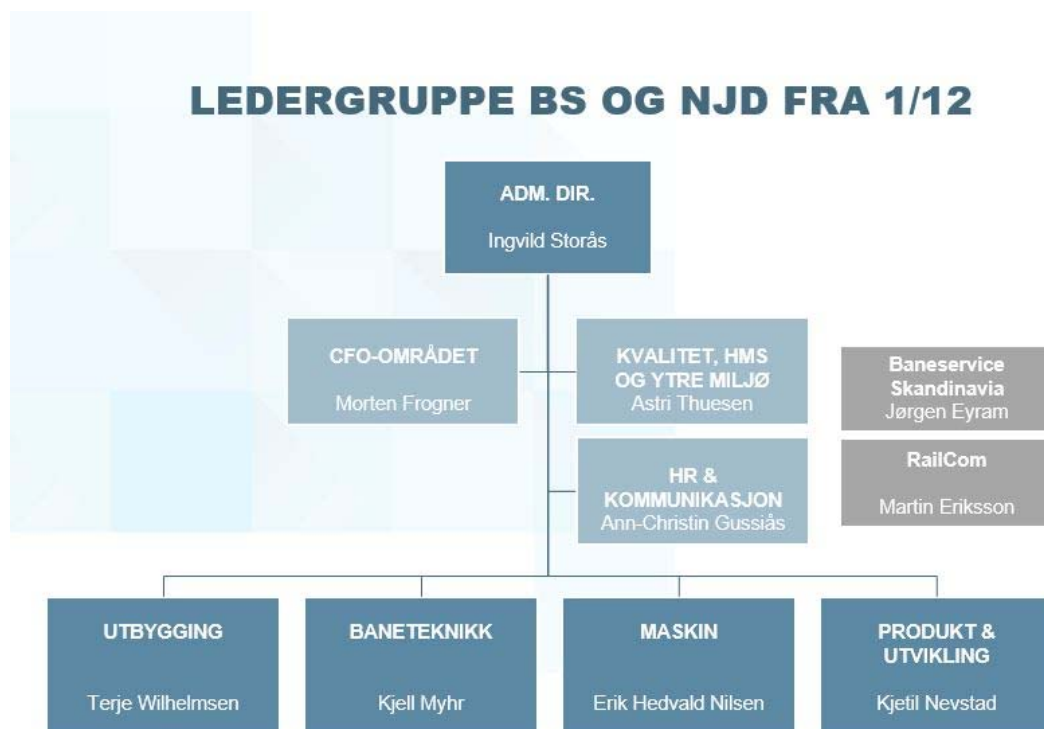 LEDERGRUPPE BS OG NJD FRA 1/12
ADM. DIR.
Ingvild Storås
CFO-OMRÅDET
Morten Frogner
KVALITET, HMS
OG YTRE MILJØ
Astri Thuesen
Baneservice
Skandinavia
Jørgen Eyram
HR &
KOMMUNIKASJON
Ann-Christin Gussiås
RailCom
Martin Eriksson
UTBYGGING
Terje Wilhelmsen
BANETEKNIKK
Kjell Myhr
MASKIN
Erik Hedvald Nilsen
PRODUKT &
UTVIKLING
Kjetil Nevstad